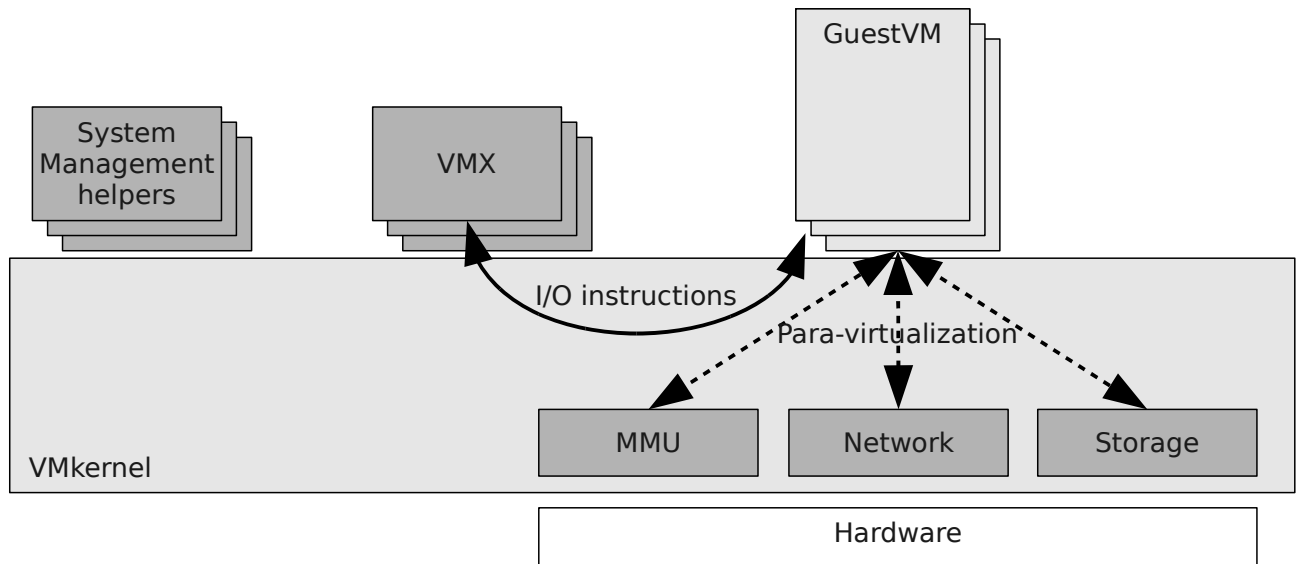 GuestVM
System
Management
helpers
VMX
I/O instructions
Para-virtualization
MMU
Network
Storage
VMkernel
Hardware